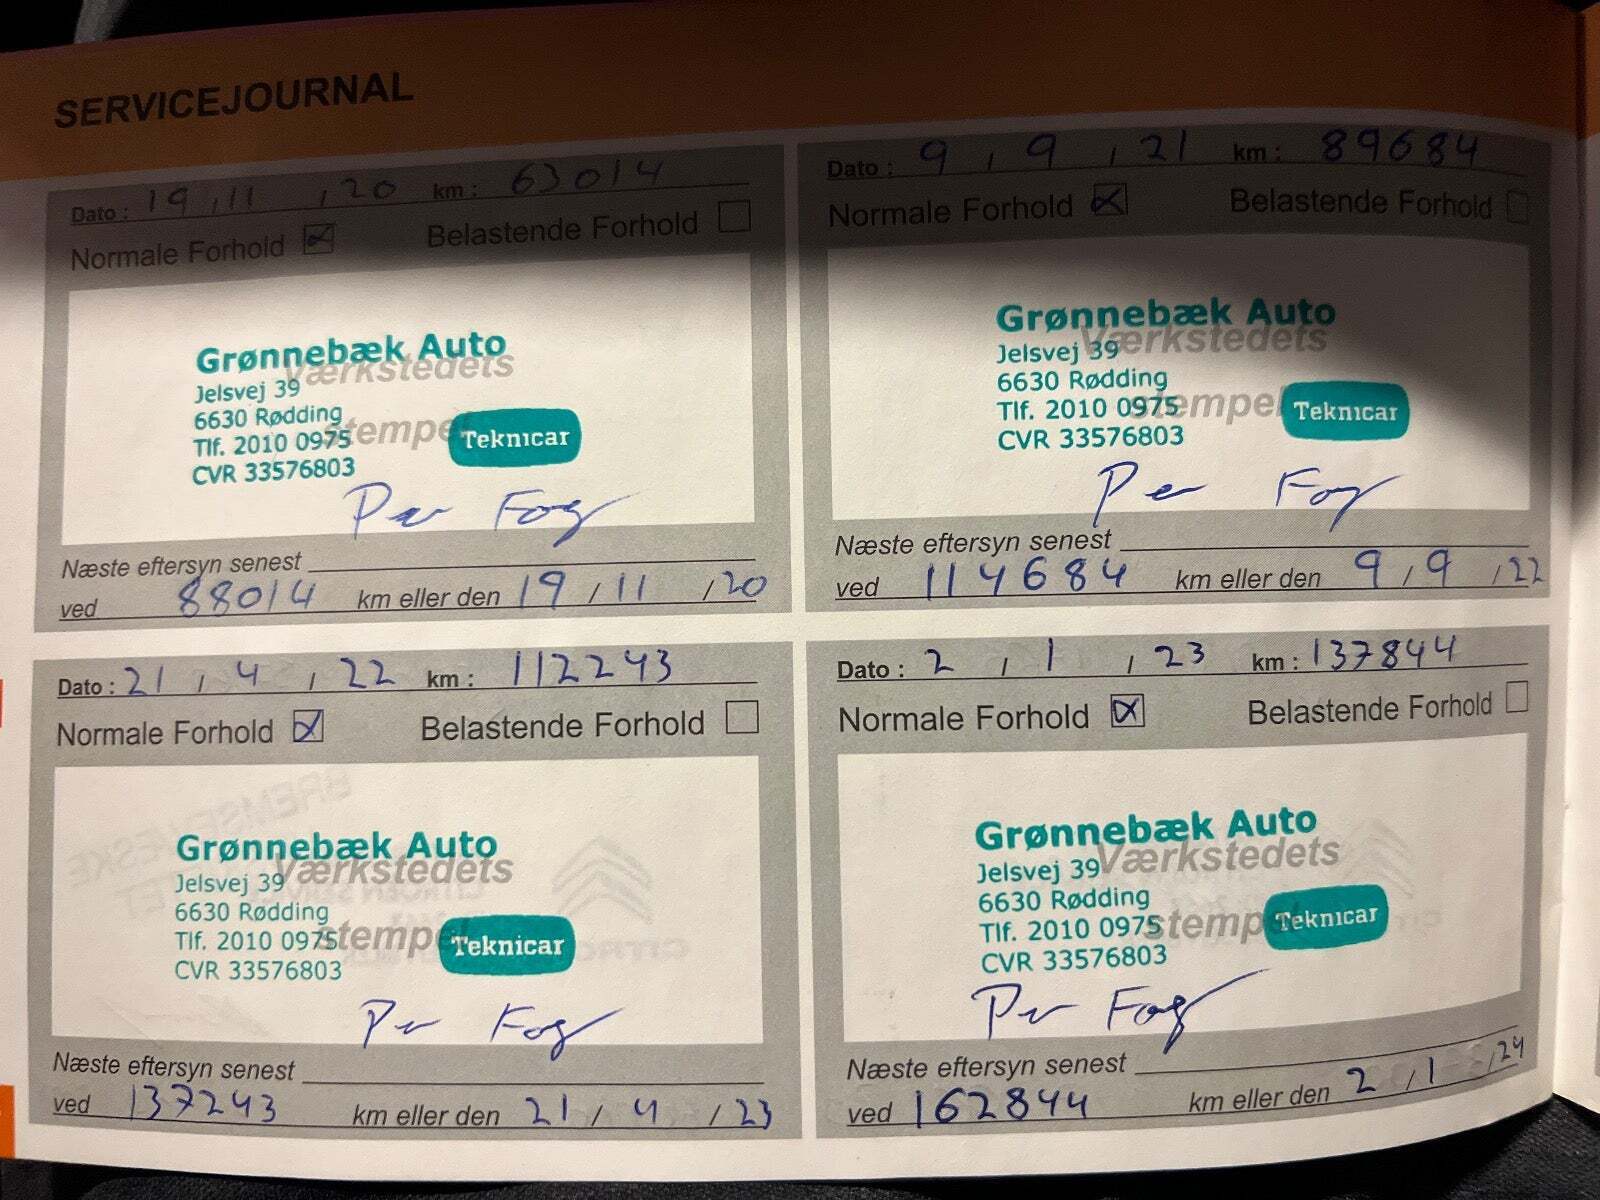 SERVICEJOURNAL
Dato : 19 , 11 , 20 km : 63014
Normale Forhold ☒ Belastende Forhold ☐
Værkstedets
stempel
Grønnebæk Auto
Jelsvej 39
6630 Rødding
Tlf. 2010 0975
CVR 33576803
Teknicar
Per Fog
Næste eftersyn senest
ved 88014 km eller den 19 / 11 / 20
Dato : 9 , 9 , 21 km : 89684
Normale Forhold ☒ Belastende Forhold ☐
Værkstedets
stempel
Grønnebæk Auto
Jelsvej 39
6630 Rødding
Tlf. 2010 0975
CVR 33576803
Teknicar
Per Fog
Næste eftersyn senest
ved 114684 km eller den 9 / 9 / 22
Dato : 21 , 4 , 22 km : 112243
Normale Forhold ☒ Belastende Forhold ☐
Værkstedets
stempel
Grønnebæk Auto
Jelsvej 39
6630 Rødding
Tlf. 2010 0975
CVR 33576803
Teknicar
Per Fog
Næste eftersyn senest
ved 137243 km eller den 21 / 4 / 23
Dato : 2 , 1 , 23 km : 137844
Normale Forhold ☒ Belastende Forhold ☐
Værkstedets
stempel
Grønnebæk Auto
Jelsvej 39
6630 Rødding
Tlf. 2010 0975
CVR 33576803
Teknicar
Per Fog
Næste eftersyn senest
ved 162844 km eller den 2 / 1 / 24